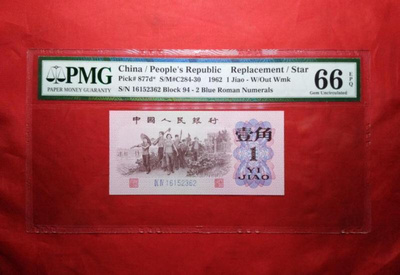 PMG
PAPER MONEY GUARANTY
China / People's Republic Replacement / Star
Pick# 877d* S/M#C284-30 1962 1 Jiao - W/Out Wmk
S/N 16152362 Block 94 - 2 Blue Roman Numerals
66 EPQ
Gem Uncirculated
中国人民银行
壹角
1
YI
JIAO
16152362